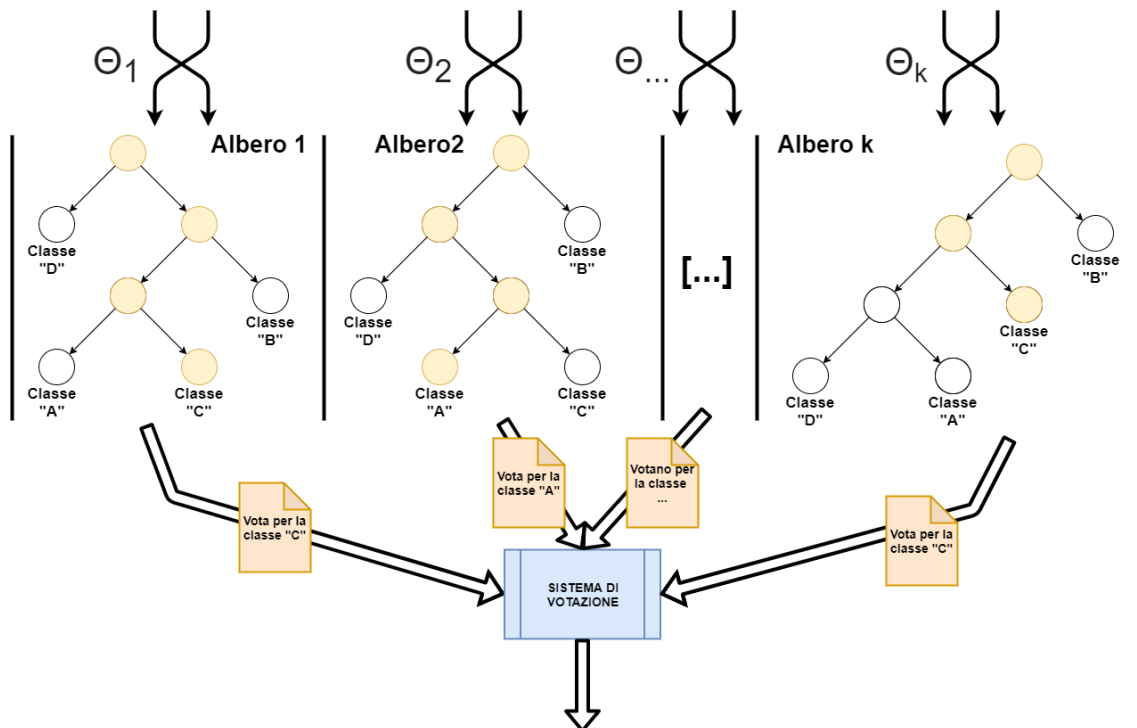 Θ1
Θ2
Θ...
Θk
Albero 1
Albero2
Albero k
Classe
"D"
Classe
"B"
Classe
"A"
Classe
"C"
Classe
"B"
Classe
"D"
Classe
"A"
Classe
"C"
[...]
Classe
"B"
Classe
"C"
Classe
"D"
Classe
"A"
Vota per la
classe "C"
Vota per la
classe "A"
Votano per
la classe
...
Vota per la
classe "C"
SISTEMA DI
VOTAZIONE